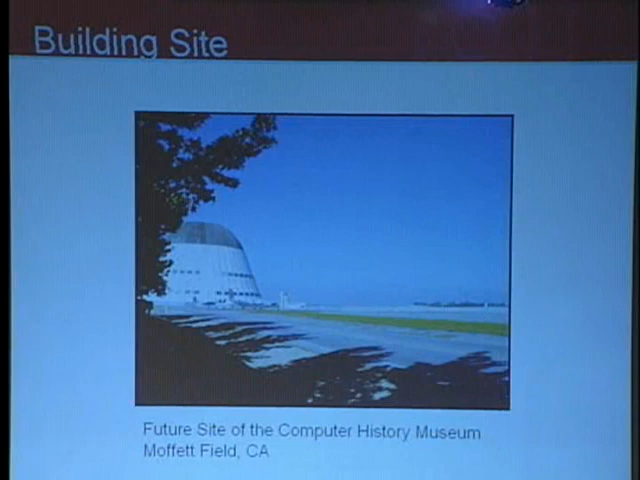 Building Site
Future Site of the Computer History Museum
Moffett Field, CA